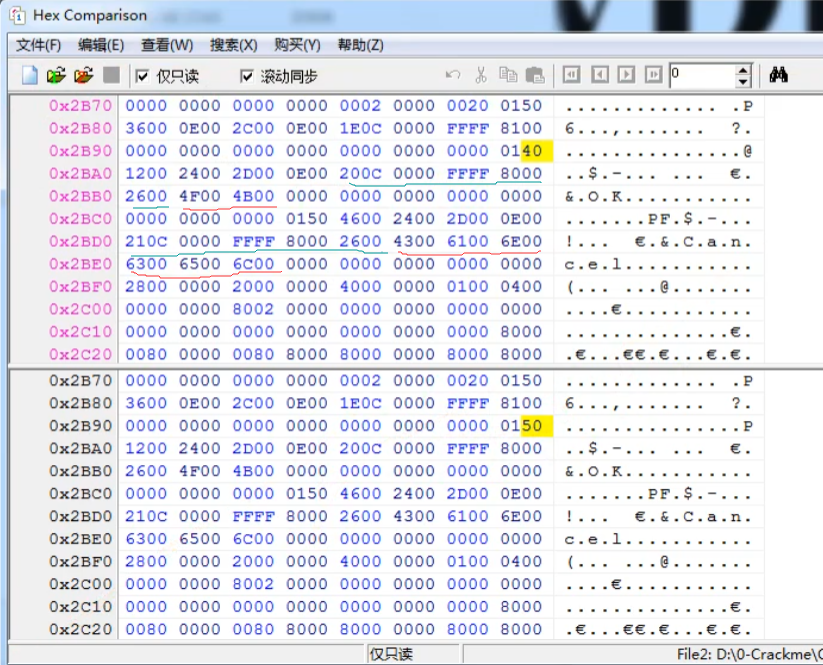 Hex Comparison
文件(F) 编辑(E) 查看(W) 搜索(X) 购买(Y) 帮助(Z)
仅只读 滚动同步 0
0x2B70 0000 0000 0000 0000 0002 0000 0020 0150 ..............P
0x2B80 3600 0E00 2C00 0E00 1E0C 0000 FFFF 8100 6...,....... ?.
0x2B90 0000 0000 0000 0000 0000 0000 0000 0140 ...............@
0x2BA0 1200 2400 2D00 0E00 200C 0000 FFFF 8000 ..$.-... ... €.
0x2BB0 2600 4F00 4B00 0000 0000 0000 0000 0000 &.O.K...........
0x2BC0 0000 0000 0000 0150 4600 2400 2D00 0E00 .......PF.$.-...
0x2BD0 210C 0000 FFFF 8000 2600 4300 6100 6E00 !... €.&.C.a.n.
0x2BE0 6300 6500 6C00 0000 0000 0000 0000 0000 c.e.l...........
0x2BF0 2800 0000 2000 0000 4000 0000 0100 0400 (... ...@.......
0x2C00 0000 0000 8002 0000 0000 0000 0000 0000 ....€...........
0x2C10 0000 0000 0000 0000 0000 0000 0000 8000 ..............€.
0x2C20 0080 0000 0080 8000 8000 0000 8000 8000 .€...€€.€...€.€.
0x2B70 0000 0000 0000 0000 0002 0000 0020 0150 ..............P
0x2B80 3600 0E00 2C00 0E00 1E0C 0000 FFFF 8100 6...,....... ?.
0x2B90 0000 0000 0000 0000 0000 0000 0000 0150 ...............P
0x2BA0 1200 2400 2D00 0E00 200C 0000 FFFF 8000 ..$.-... ... €.
0x2BB0 2600 4F00 4B00 0000 0000 0000 0000 0000 &.O.K...........
0x2BC0 0000 0000 0000 0150 4600 2400 2D00 0E00 .......PF.$.-...
0x2BD0 210C 0000 FFFF 8000 2600 4300 6100 6E00 !... €.&.C.a.n.
0x2BE0 6300 6500 6C00 0000 0000 0000 0000 0000 c.e.l...........
0x2BF0 2800 0000 2000 0000 4000 0000 0100 0400 (... ...@.......
0x2C00 0000 0000 8002 0000 0000 0000 0000 0000 ....€...........
0x2C10 0000 0000 0000 0000 0000 0000 0000 8000 ..............€.
0x2C20 0080 0000 0080 8000 8000 0000 8000 8000 .€...€€.€...€.€.
仅只读 File2: D:\0-Crackme\